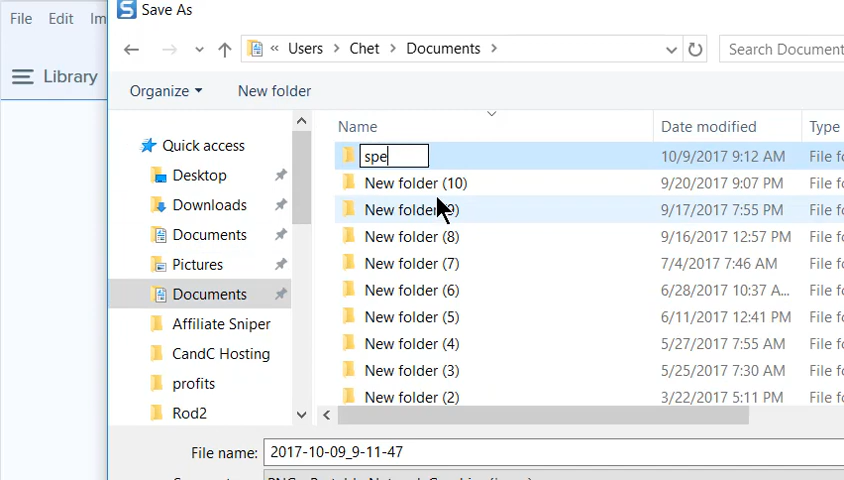 Save As
File Edit
« Users > Chet > Documents >
Search Document
Library
Organize
New folder
Name
Date modified
Type
Quick access
spe
10/9/2017 9:12 AM
File fo
Desktop
New folder (10)
9/20/2017 9:07 PM
File fo
Downloads
New folder (9)
9/17/2017 7:55 PM
File fo
Documents
New folder (8)
9/16/2017 12:57 PM
File fo
Pictures
New folder (7)
7/4/2017 7:46 AM
File fo
Documents
New folder (6)
6/28/2017 10:37 A...
File fo
Affiliate Sniper
New folder (5)
6/11/2017 12:41 PM
File fo
CandC Hosting
New folder (4)
5/27/2017 7:55 AM
File fo
profits
New folder (3)
5/25/2017 7:30 AM
File fo
Rod2
New folder (2)
3/22/2017 5:11 PM
File fo
File name: 2017-10-09_9-11-47